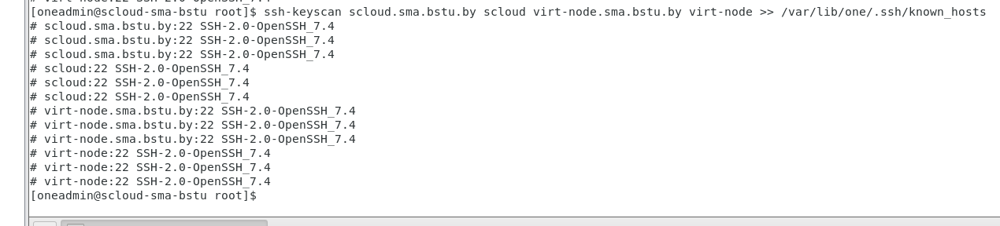 [oneadmin@scloud-sma-bstu root]$ ssh-keyscan scloud.sma.bstu.by scloud virt-node.sma.bstu.by virt-node >> /var/lib/one/.ssh/known_hosts
# scloud.sma.bstu.by:22 SSH-2.0-OpenSSH_7.4
# scloud.sma.bstu.by:22 SSH-2.0-OpenSSH_7.4
# scloud.sma.bstu.by:22 SSH-2.0-OpenSSH_7.4
# scloud:22 SSH-2.0-OpenSSH_7.4
# scloud:22 SSH-2.0-OpenSSH_7.4
# scloud:22 SSH-2.0-OpenSSH_7.4
# virt-node.sma.bstu.by:22 SSH-2.0-OpenSSH_7.4
# virt-node.sma.bstu.by:22 SSH-2.0-OpenSSH_7.4
# virt-node.sma.bstu.by:22 SSH-2.0-OpenSSH_7.4
# virt-node:22 SSH-2.0-OpenSSH_7.4
# virt-node:22 SSH-2.0-OpenSSH_7.4
# virt-node:22 SSH-2.0-OpenSSH_7.4
[oneadmin@scloud-sma-bstu root]$